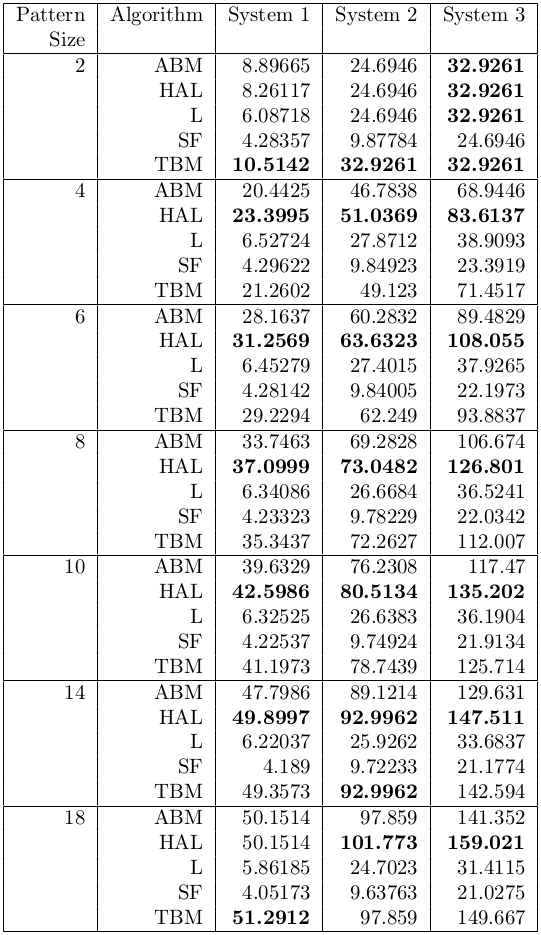 Pattern Algorithm System 1 System 2 System 3
Size
2 ABM 8.89665 24.6946 32.9261
HAL 8.26117 24.6946 32.9261
L 6.08718 24.6946 32.9261
SF 4.28357 9.87784 24.6946
TBM 10.5142 32.9261 32.9261
4 ABM 20.4425 46.7838 68.9446
HAL 23.3995 51.0369 83.6137
L 6.52724 27.8712 38.9093
SF 4.29622 9.84923 23.3919
TBM 21.2602 49.123 71.4517
6 ABM 28.1637 60.2832 89.4829
HAL 31.2569 63.6323 108.055
L 6.45279 27.4015 37.9265
SF 4.28142 9.84005 22.1973
TBM 29.2294 62.249 93.8837
8 ABM 33.7463 69.2828 106.674
HAL 37.0999 73.0482 126.801
L 6.34086 26.6684 36.5241
SF 4.23323 9.78229 22.0342
TBM 35.3437 72.2627 112.007
10 ABM 39.6329 76.2308 117.47
HAL 42.5986 80.5134 135.202
L 6.32525 26.6383 36.1904
SF 4.22537 9.74924 21.9134
TBM 41.1973 78.7439 125.714
14 ABM 47.7986 89.1214 129.631
HAL 49.8997 92.9962 147.511
L 6.22037 25.9262 33.6837
SF 4.189 9.72233 21.1774
TBM 49.3573 92.9962 142.594
18 ABM 50.1514 97.859 141.352
HAL 50.1514 101.773 159.021
L 5.86185 24.7023 31.4115
SF 4.05173 9.63763 21.0275
TBM 51.2912 97.859 149.667